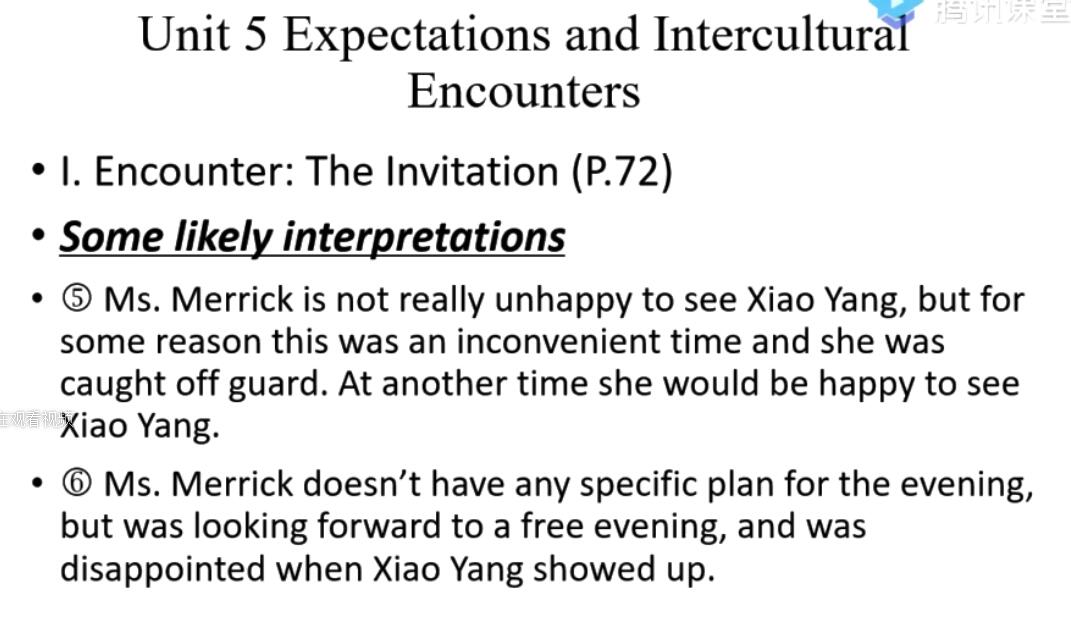 腾讯课堂
Unit 5 Expectations and Intercultural
Encounters
• I. Encounter: The Invitation (P.72)
• Some likely interpretations
• ⑤ Ms. Merrick is not really unhappy to see Xiao Yang, but for
some reason this was an inconvenient time and she was
caught off guard. At another time she would be happy to see
在观看视频
Xiao Yang.
• ⑥ Ms. Merrick doesn’t have any specific plan for the evening,
but was looking forward to a free evening, and was
disappointed when Xiao Yang showed up.